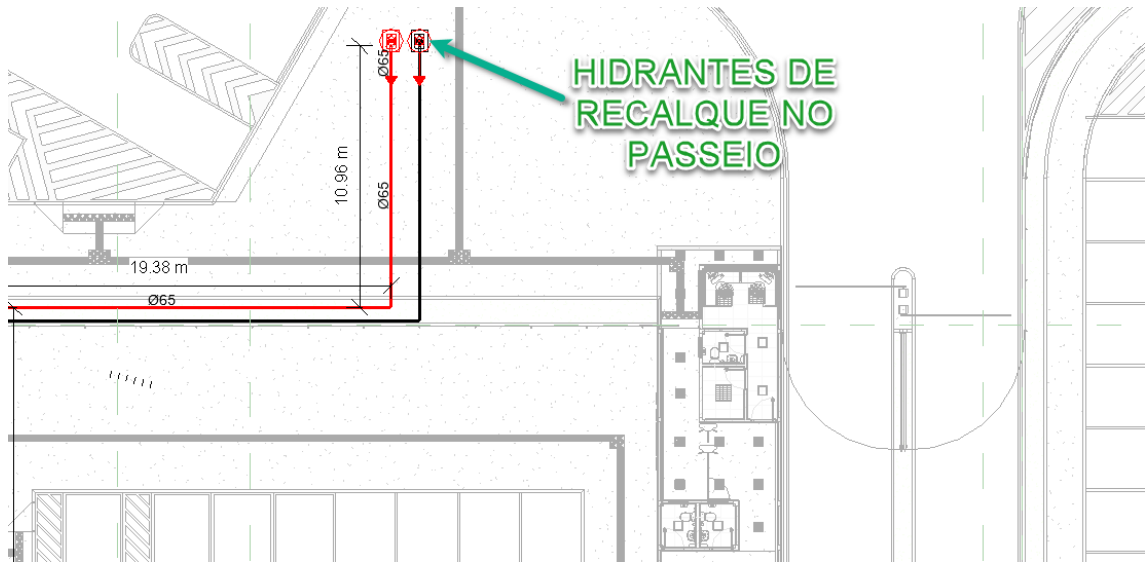 Ø65
HIDRANTES DE
RECALQUE NO
PASSEIO
10.96 m
Ø65
19.38 m
Ø65